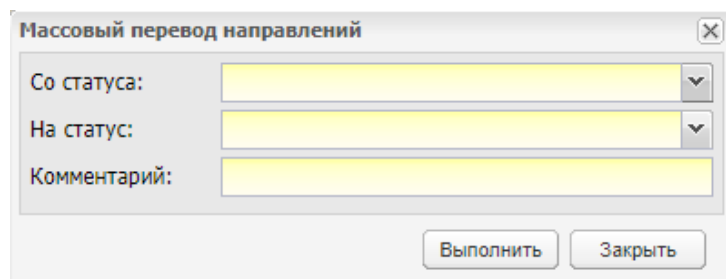 Массовый перевод направлений
Со статуса:
На статус:
Комментарий:
Выполнить Закрыть